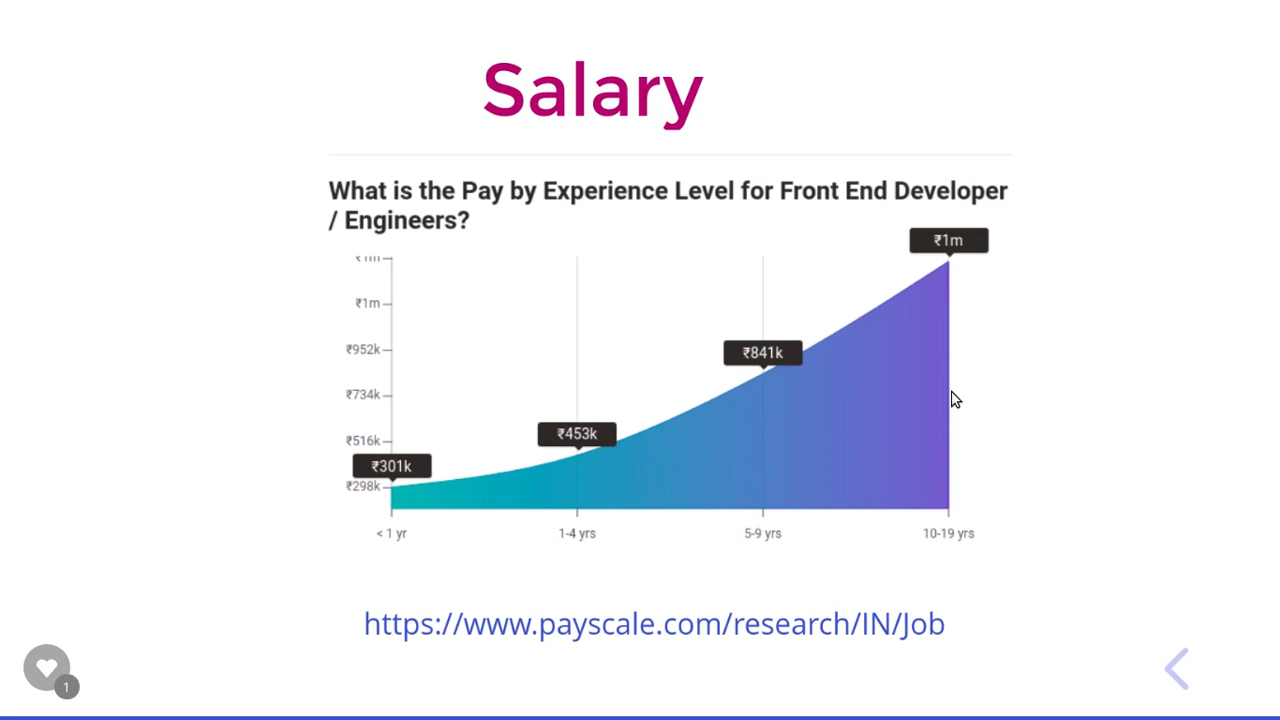 Salary
What is the Pay by Experience Level for Front End Developer
/ Engineers?
₹1m
₹1m
₹952k
₹841k
₹734k
₹516k
₹453k
₹301k
₹298k
< 1 yr
1-4 yrs
5-9 yrs
10-19 yrs
https://www.payscale.com/research/IN/Job
1